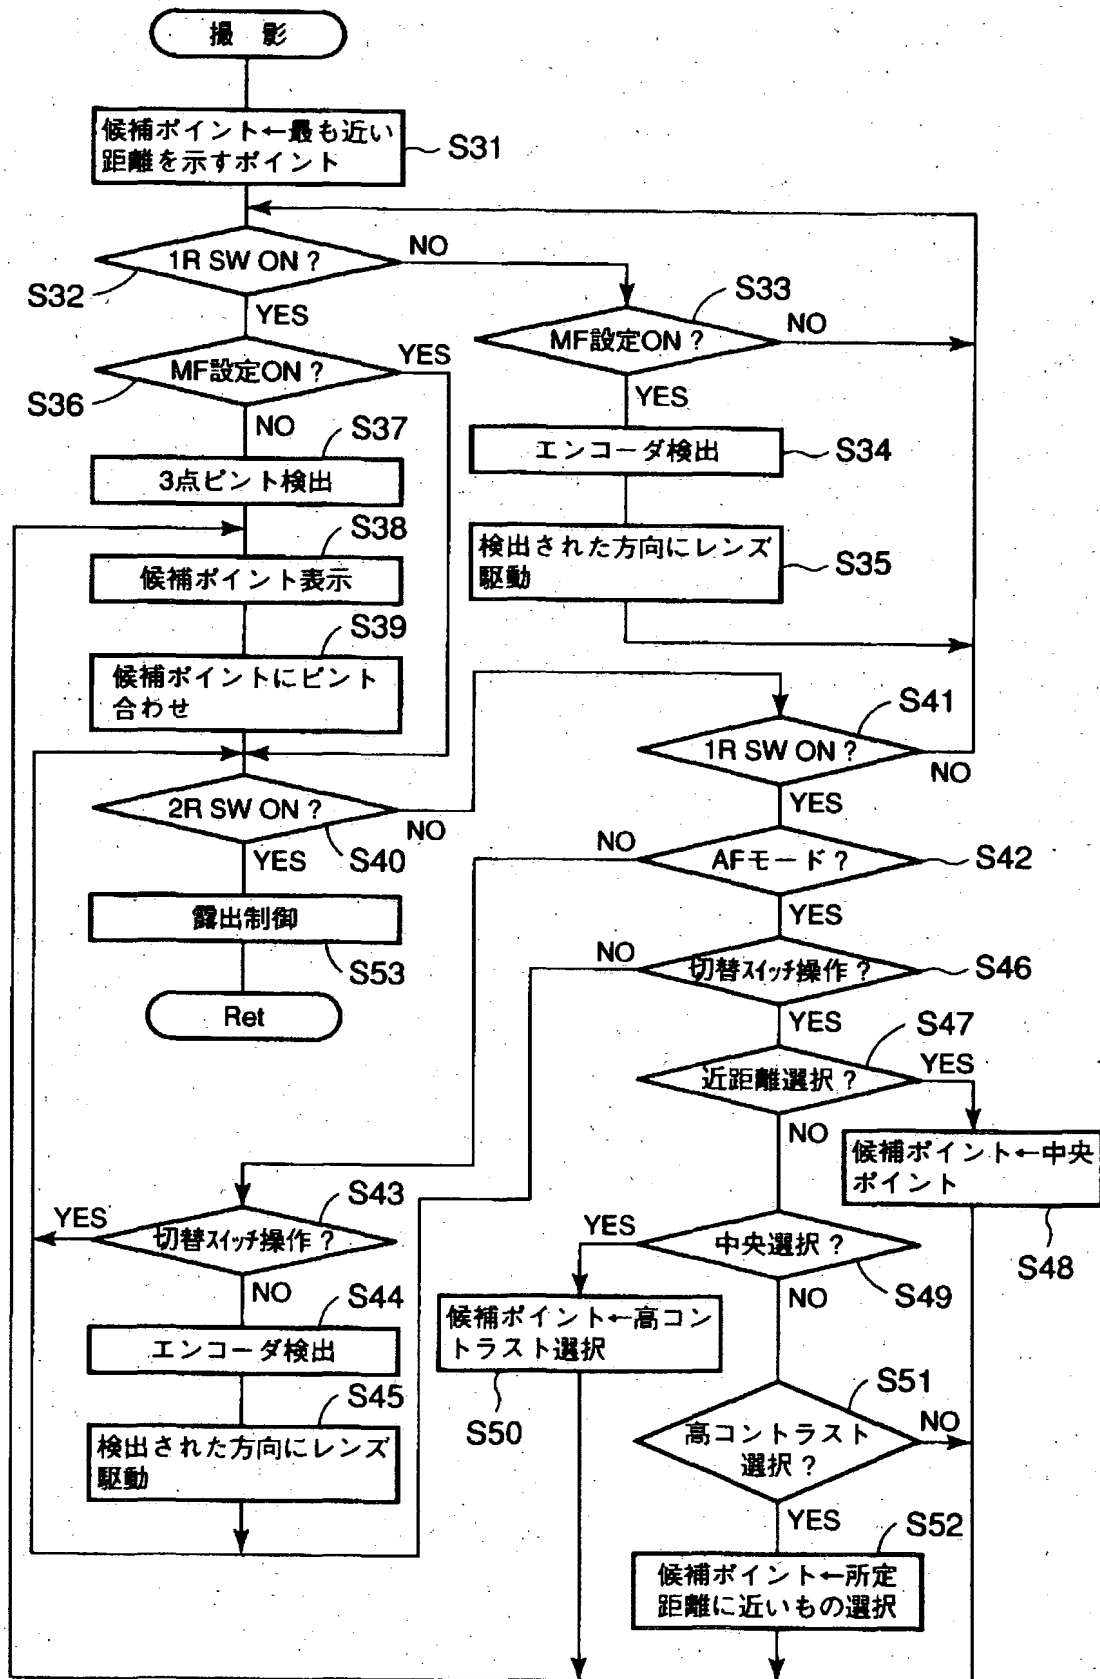 撮 影
候補ポイント←最も近い
距離を示すポイント
S31
1R SW ON ?
NO
S32
YES
S33
MF設定ON ?
NO
YES
MF設定ON ?
YES
S36
NO
S37
3点ピント検出
エンコーダ検出
S34
S38
候補ポイント表示
検出された方向にレンズ
駆動
S35
S39
候補ポイントにピント
合わせ
S41
1R SW ON ?
NO
YES
2R SW ON ?
NO
S40
YES
NO
AFモード ?
S42
YES
露出制御
S53
NO
切替スイッチ操作 ?
S46
YES
Ret
S47
近距離選択 ?
YES
NO
候補ポイント←中央
ポイント
S48
S43
YES
切替スイッチ操作 ?
NO
YES
中央選択 ?
S49
NO
S44
エンコーダ検出
候補ポイント←高コン
トラスト選択
S50
S45
検出された方向にレンズ
駆動
S51
高コントラスト
選択 ?
NO
YES
S52
候補ポイント←所定
距離に近いもの選択